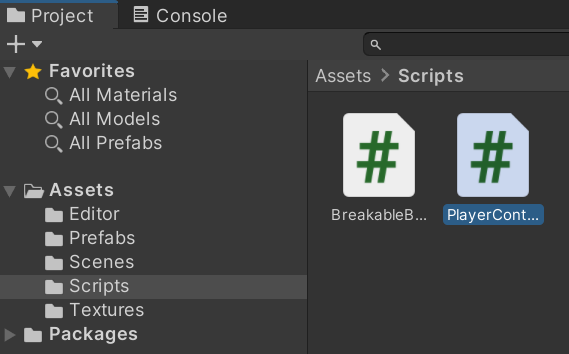 Project
Console
Favorites
All Materials
All Models
All Prefabs
Assets
Editor
Prefabs
Scenes
Scripts
Textures
Packages
Assets > Scripts
# #
BreakableB... PlayerCont...